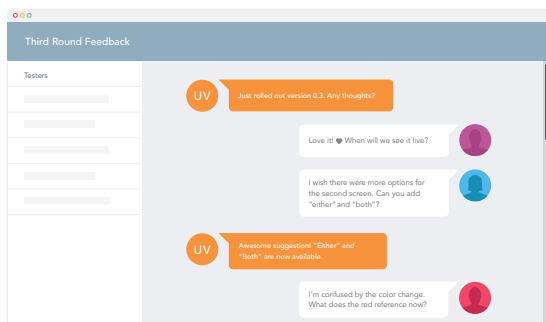 Third Round Feedback
Testers
UV
Just rolled out version 0.3. Any thoughts?
Love it! ♥ When will we see it live?
I wish there were more options for
the second screen. Can you add
"either" and "both"?
UV
Awesome suggestion! "Either" and
"Both" are now available.
I'm confused by the color change.
What does the red reference now?